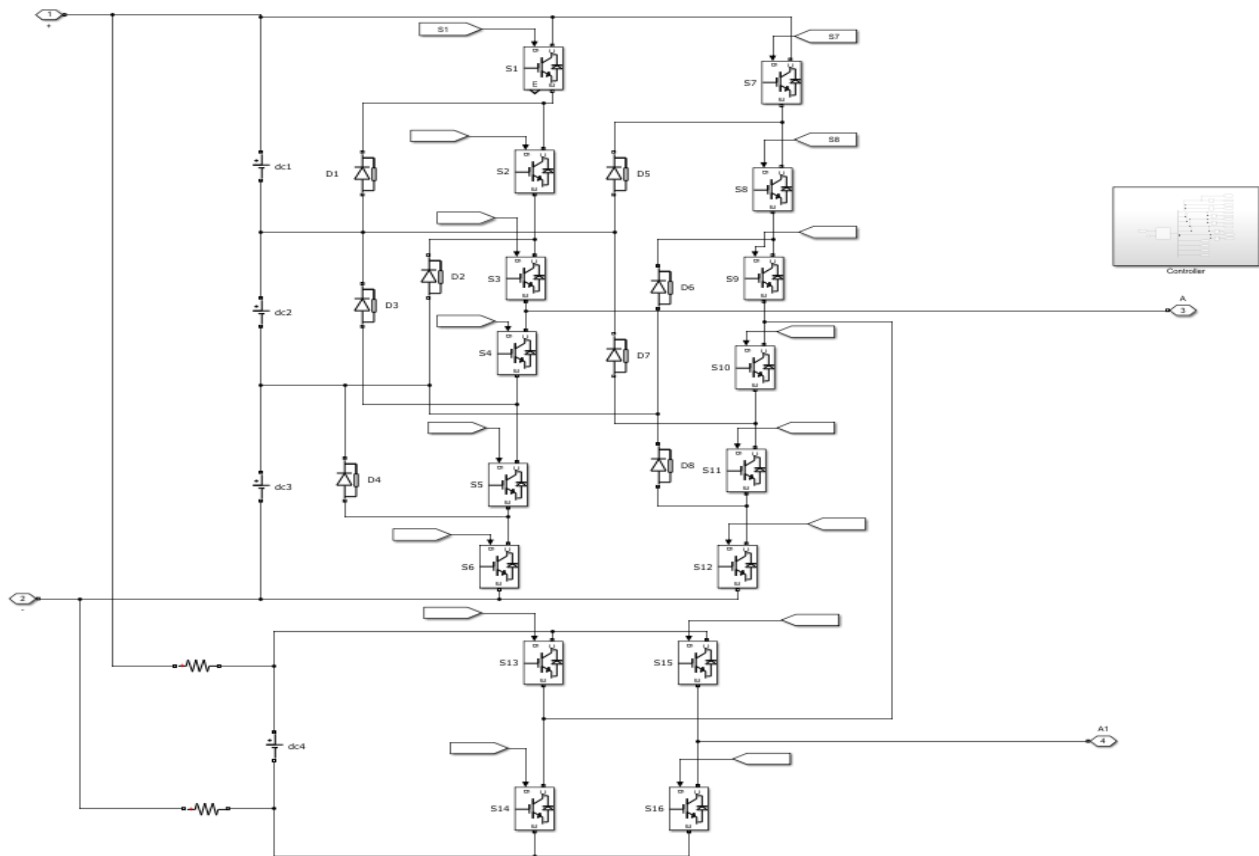 1
+
S1
S7
S1
E
S7
S8
dc1
D1
S2
D5
S8
D2
S3
D6
S9
Controller
dc2
D3
A
3
S4
D7
S10
dc3
D4
S5
D8
S11
S6
S12
2
-
S13
S15
A1
4
dc4
S14
S16